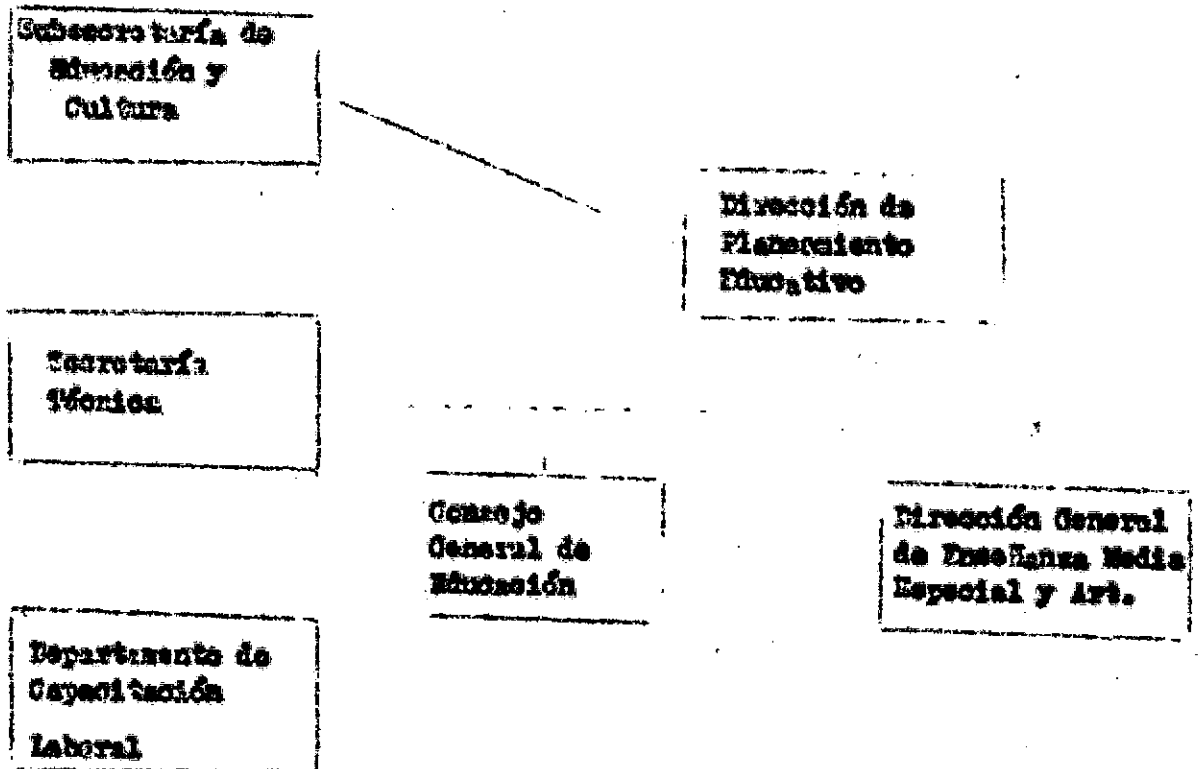 Subsecretaría de
Educación y
Cultura
Dirección de
Planeamiento
Educativo
Secretaría
Técnica
Consejo
General de
Educación
Dirección General
de Enseñanza Media
Especial y Art.
Departamento de
Capacitación
Laboral